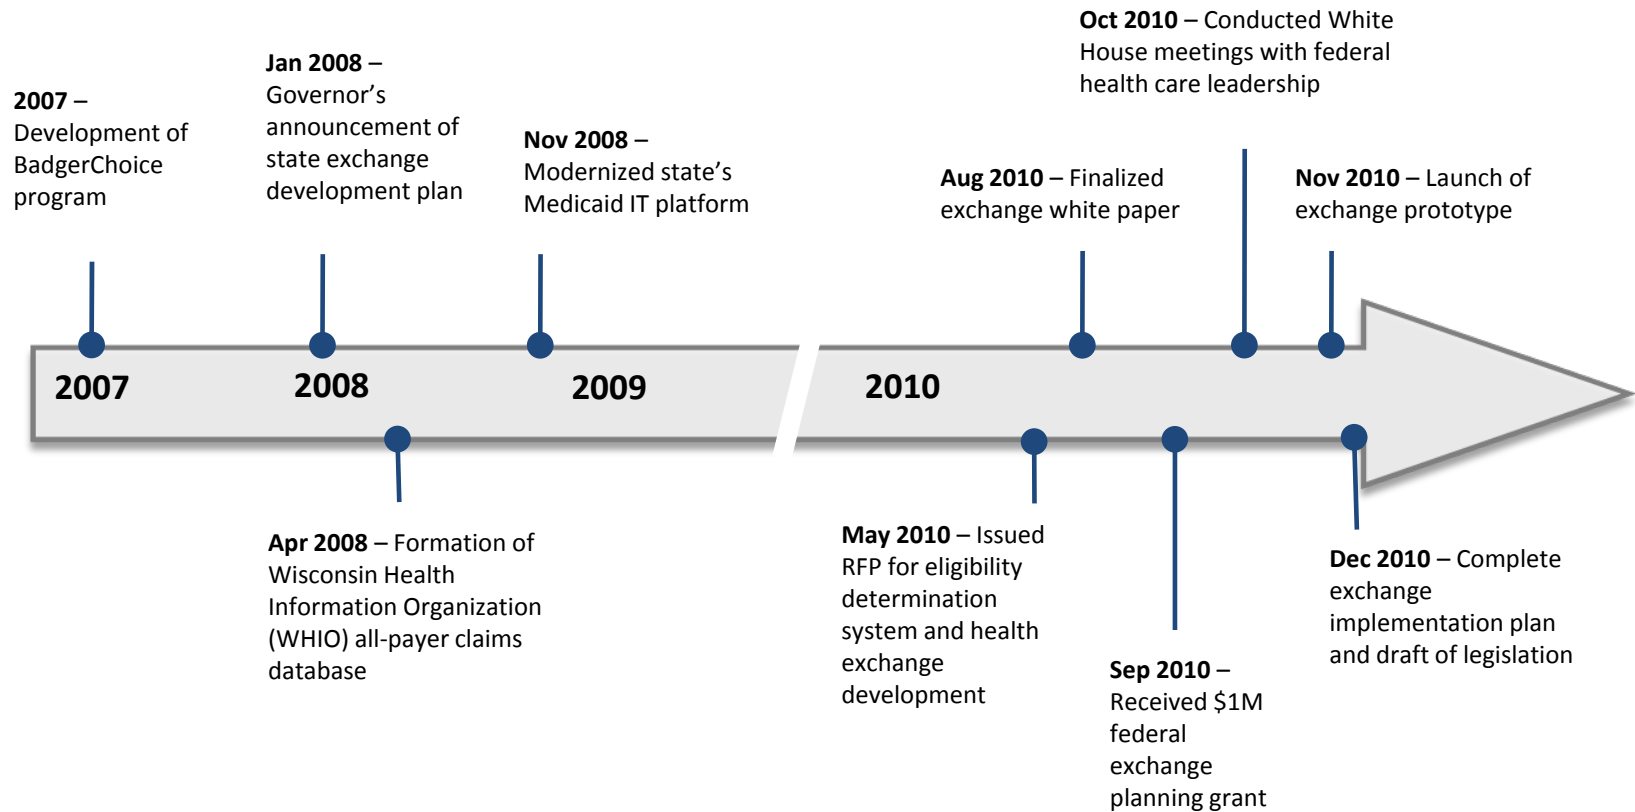 Oct 2010 – Conducted White
House meetings with federal
health care leadership
Jan 2008 –
Governor’s
announcement of
state exchange
development plan
2007 –
Development of
BadgerChoice
program
Nov 2008 –
Modernized state’s
Medicaid IT platform
Aug 2010 – Finalized
exchange white paper
Nov 2010 – Launch of
exchange prototype
2007
2008
2009
2010
Apr 2008 – Formation of
Wisconsin Health
Information Organization
(WHIO) all-payer claims
database
May 2010 – Issued
RFP for eligibility
determination
system and health
exchange
development
Sep 2010 –
Received $1M
federal
exchange
planning grant
Dec 2010 – Complete
exchange
implementation plan
and draft of legislation